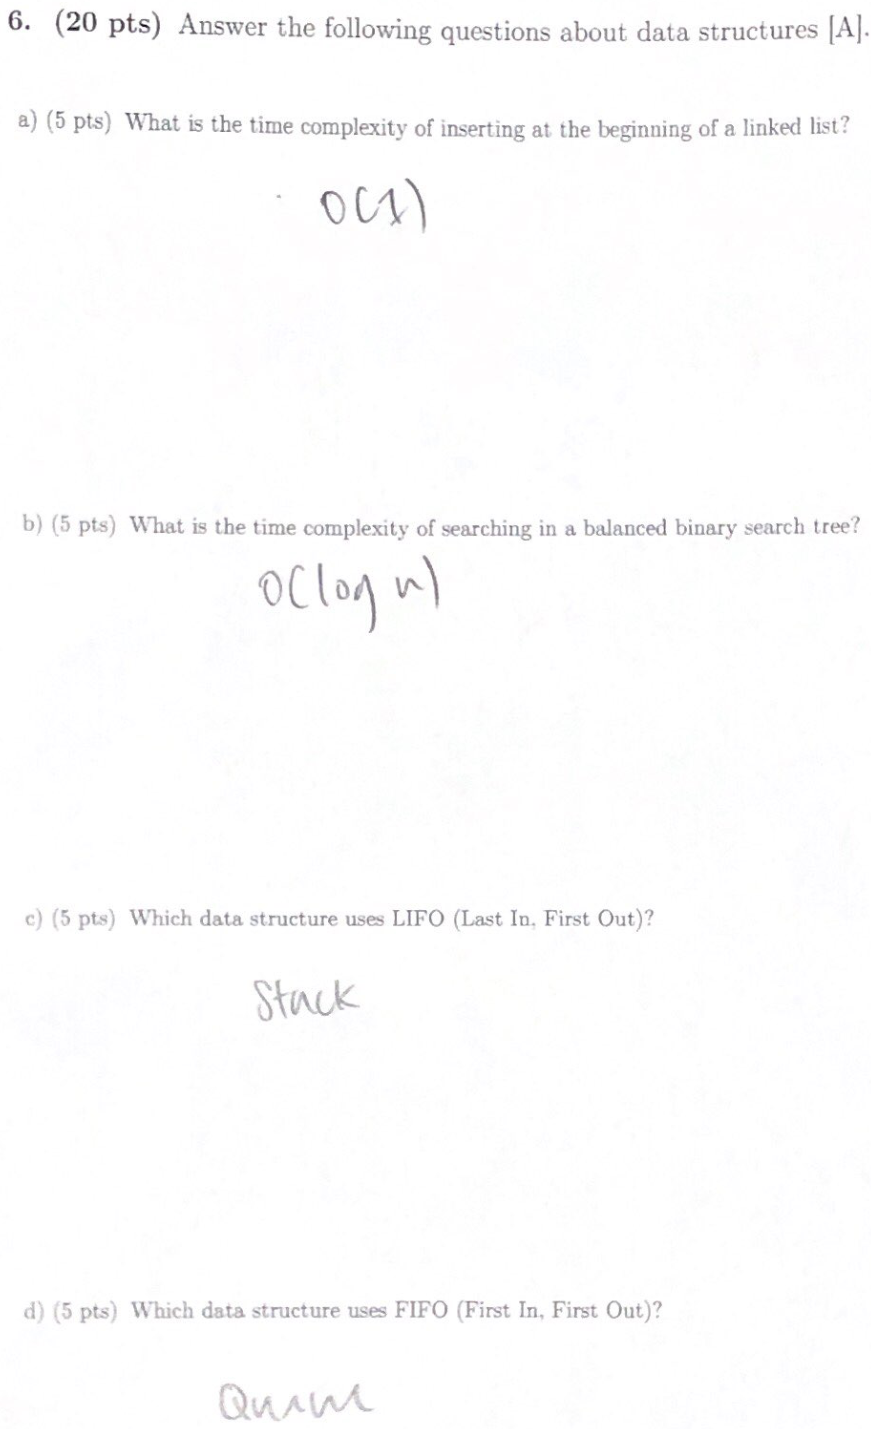 6. (20 pts) Answer the following questions about data structures [A].
a) (5 pts) What is the time complexity of inserting at the beginning of a linked list?
O(1)
b) (5 pts) What is the time complexity of searching in a balanced binary search tree?
O(log n)
c) (5 pts) Which data structure uses LIFO (Last In, First Out)?
Stack
d) (5 pts) Which data structure uses FIFO (First In, First Out)?
Queue